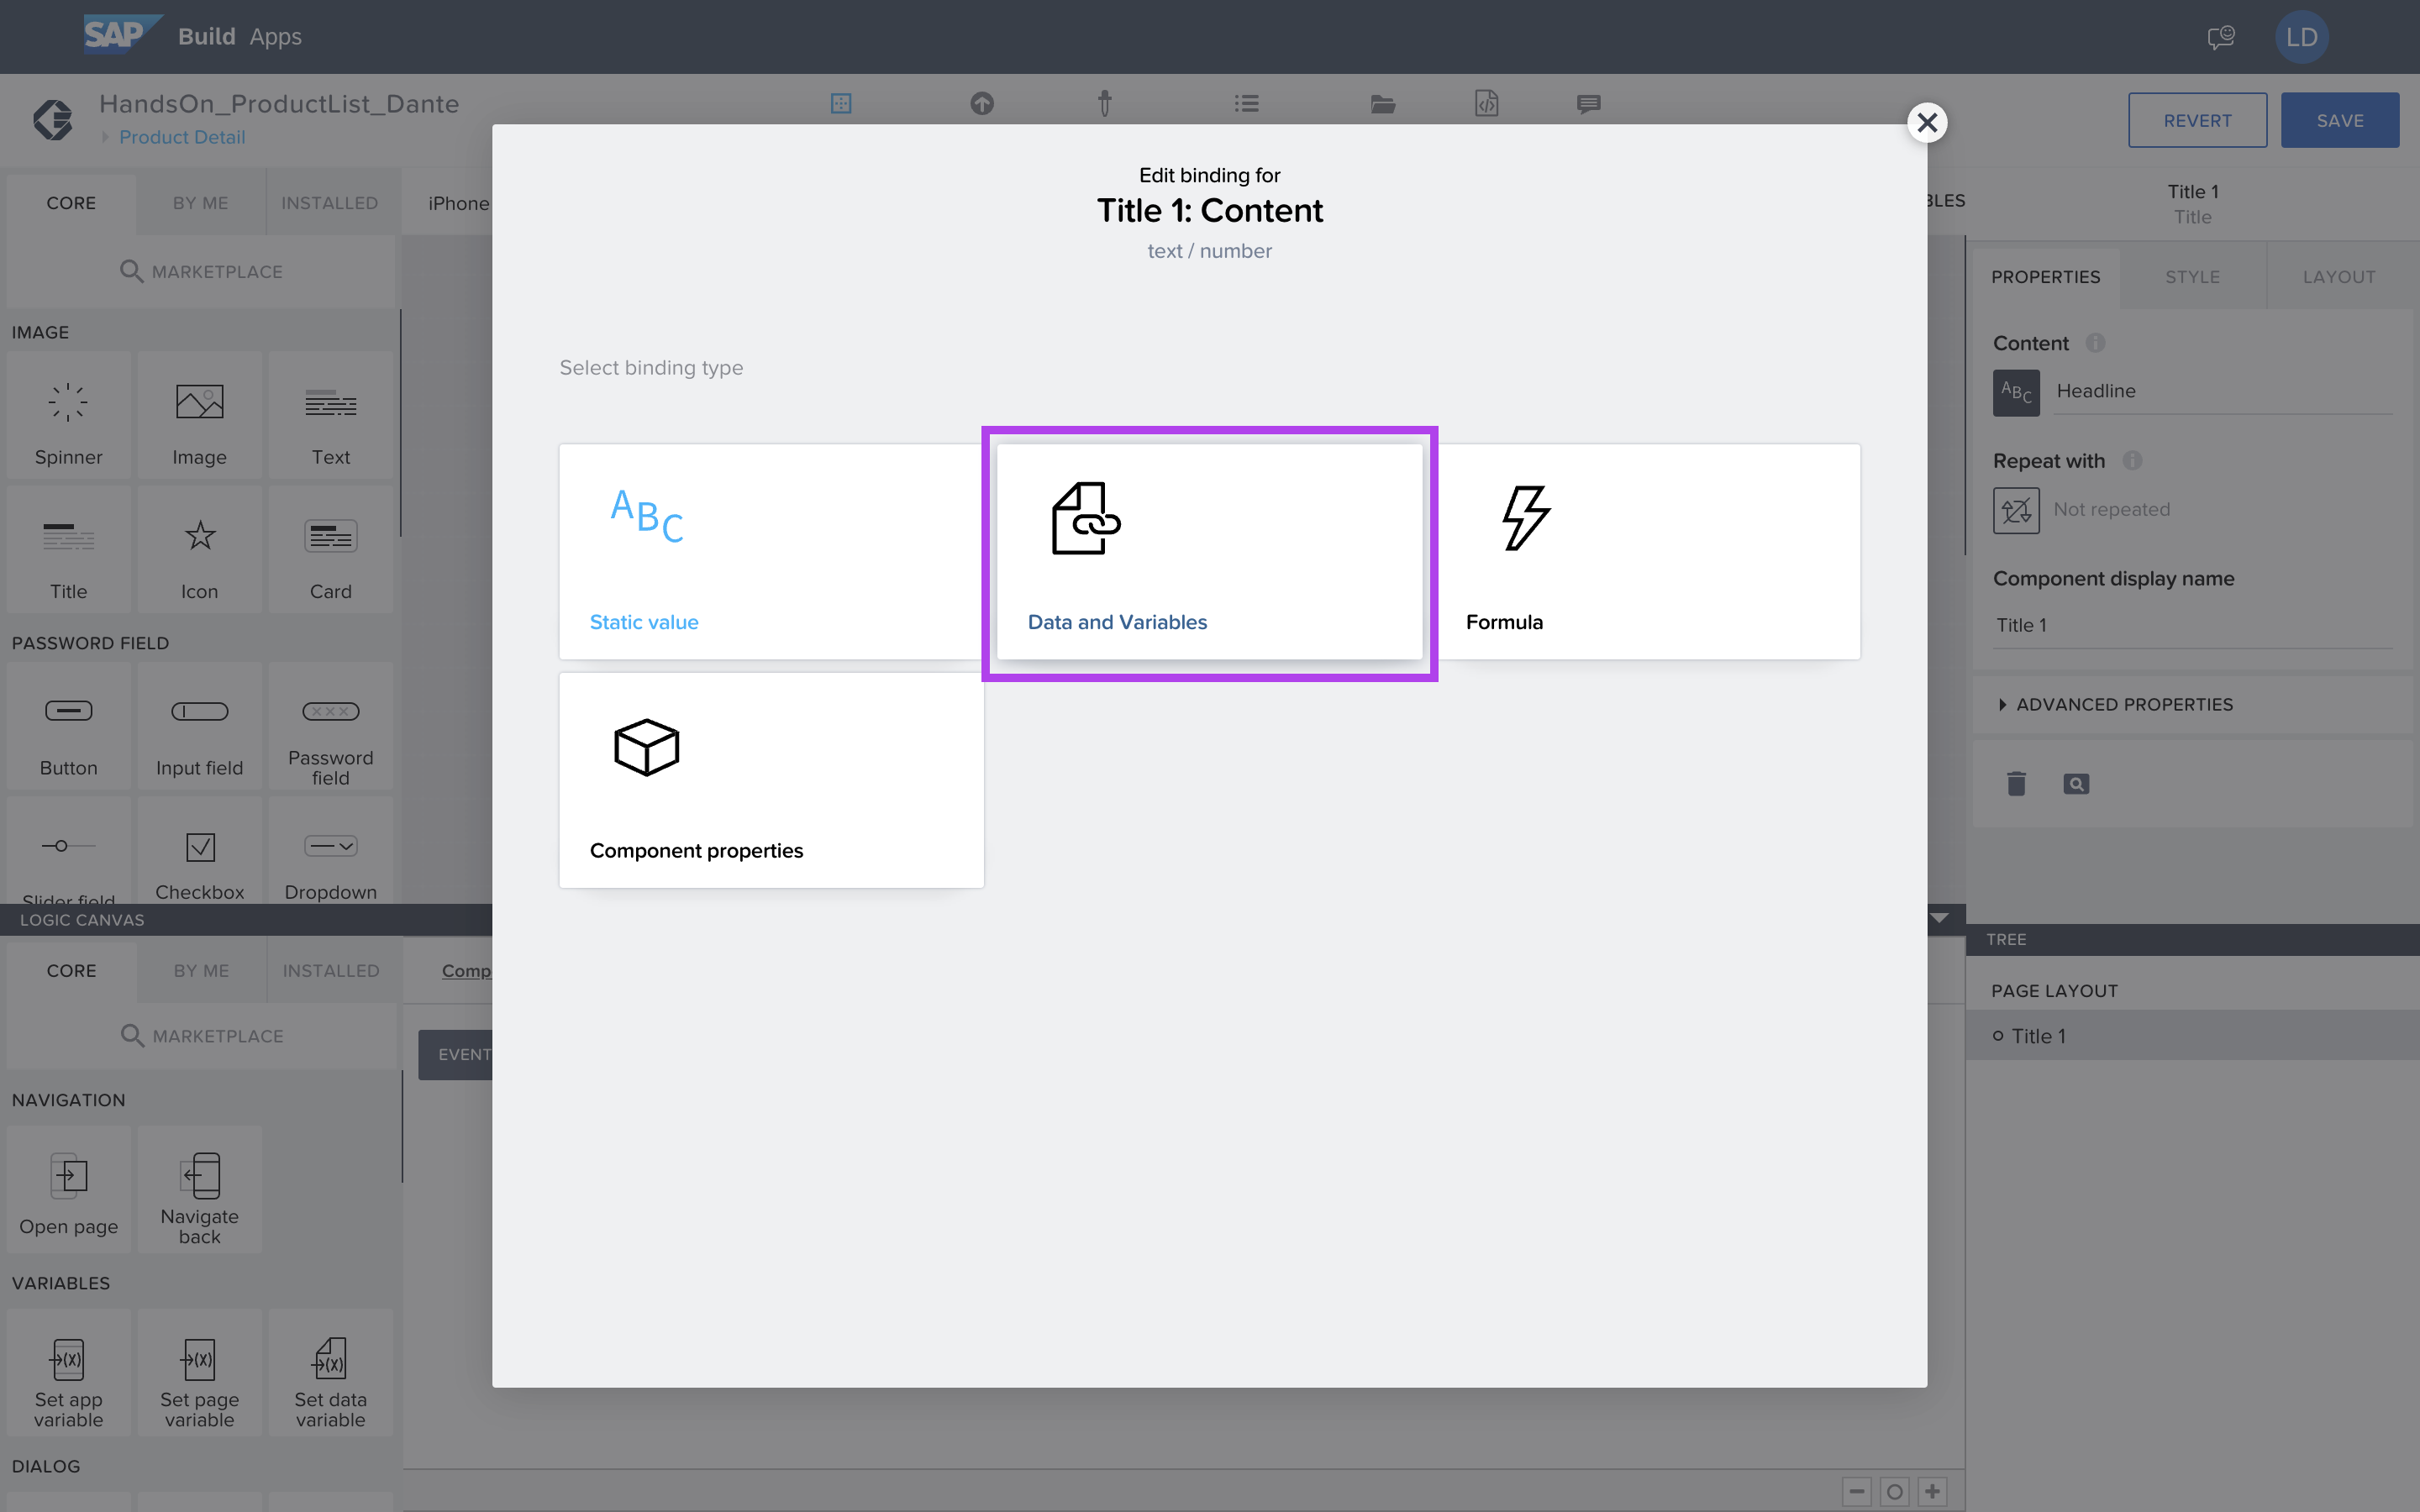 SAP Build Apps
LD
HandsOn_ProductList_Dante
Product Detail
REVERT
SAVE
CORE
BY ME
INSTALLED
MARKETPLACE
iPhone
IMAGE
Spinner
Image
Text
Title
Icon
Card
PASSWORD FIELD
Button
Input field
Password
field
Slider field
Checkbox
Dropdown
Edit binding for
Title 1: Content
text / number
Select binding type
ABC
Static value
Data and Variables
Formula
Component properties
BLES
Title 1
Title
PROPERTIES
STYLE
LAYOUT
Content
ABC
Headline
Repeat with
Not repeated
Component display name
Title 1
ADVANCED PROPERTIES
LOGIC CANVAS
CORE
BY ME
INSTALLED
MARKETPLACE
Comp
EVENT
NAVIGATION
Open page
Navigate
back
VARIABLES
(x)
(x)
(x)
Set app
variable
Set page
variable
Set data
variable
DIALOG
TREE
PAGE LAYOUT
Title 1